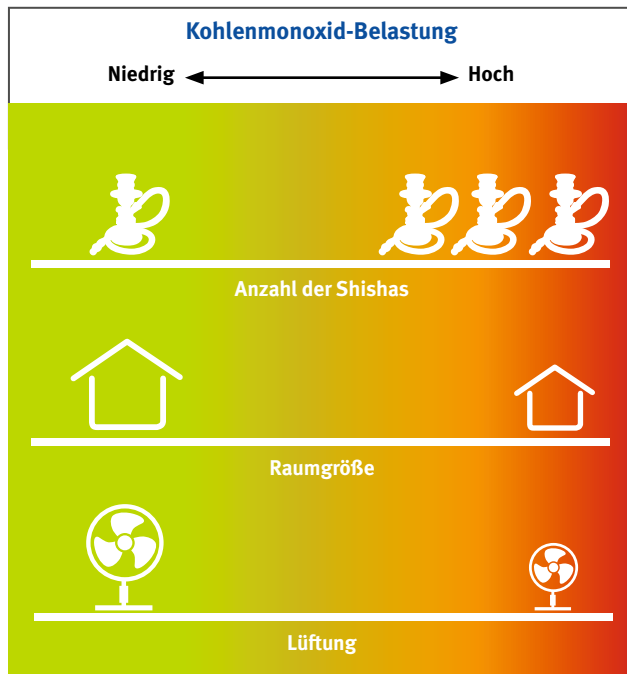 Kohlenmonoxid-Belastung
Niedrig Hoch
Anzahl der Shishas
Raumgröße
Lüftung